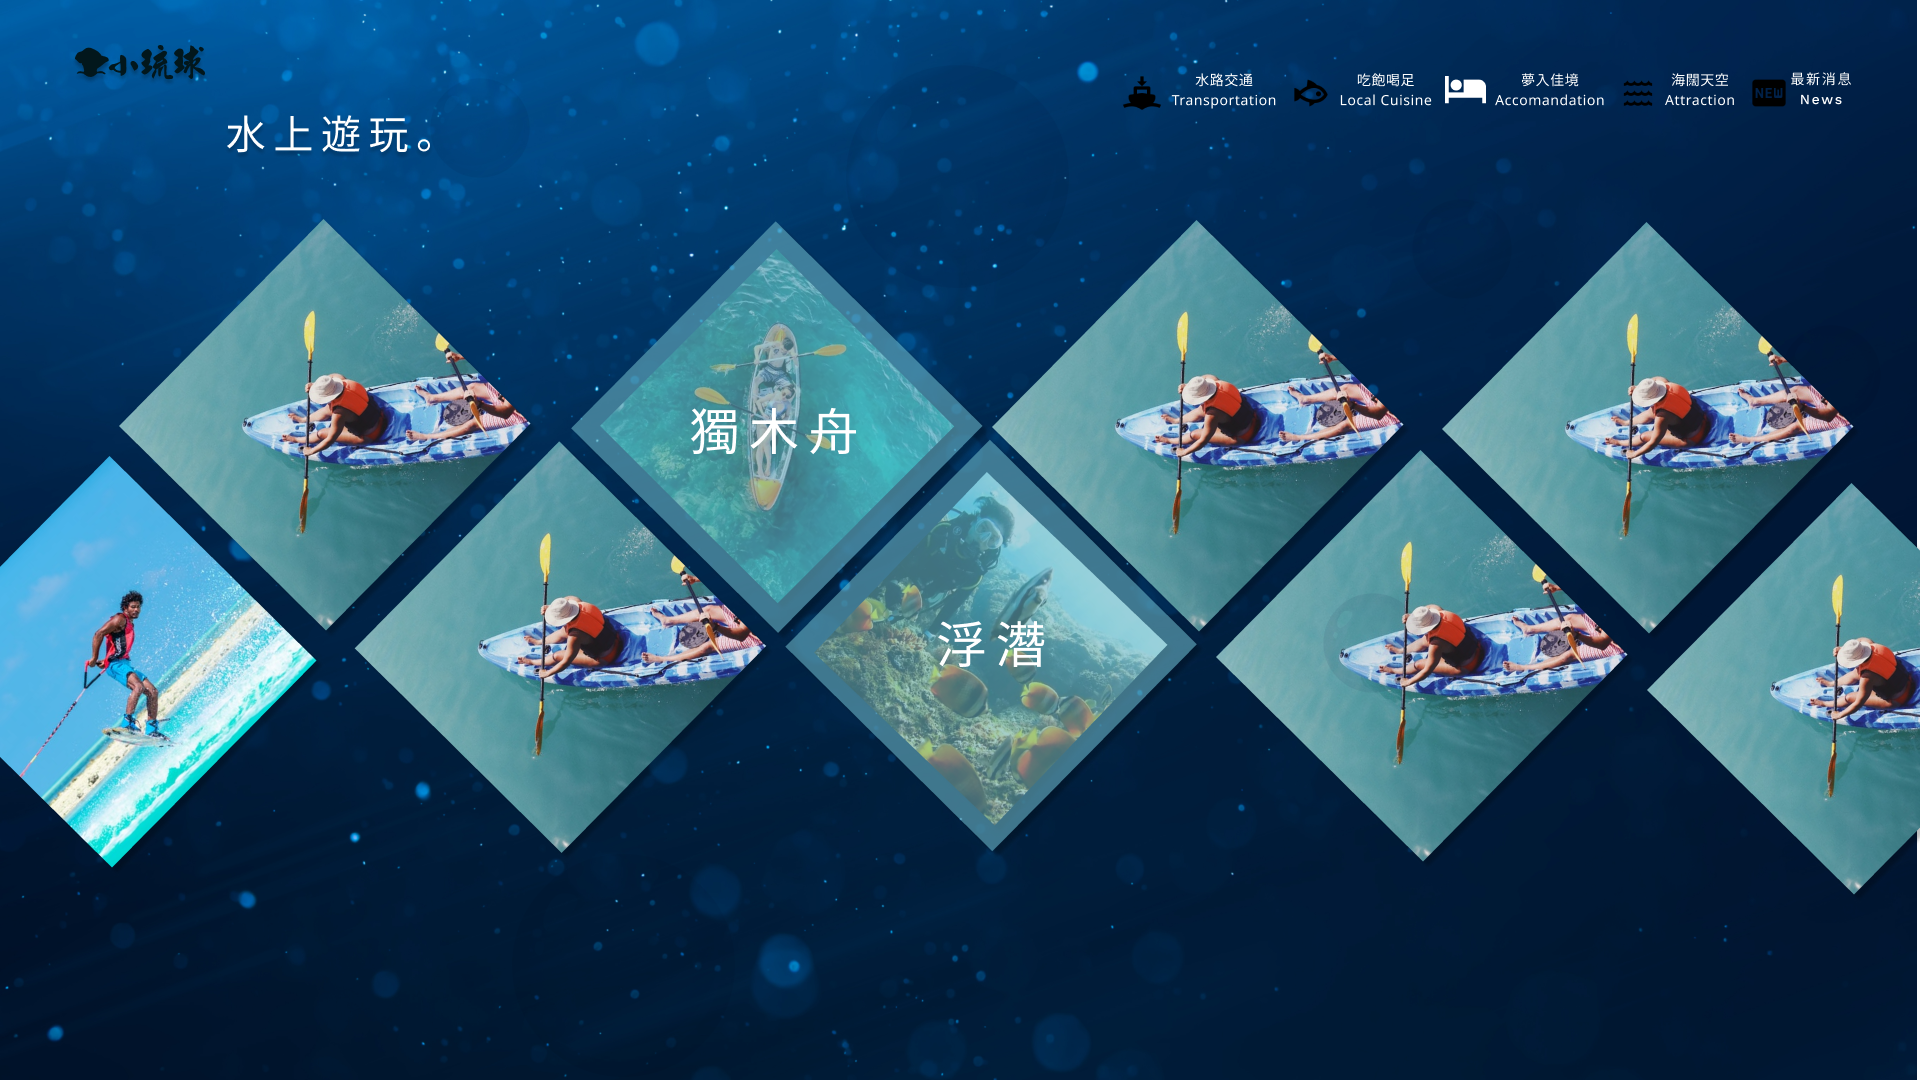 小琉球
水上遊玩。
水路交通
Transportation
吃飽喝足
Local Cuisine
夢入佳境
Accomandation
海闊天空
Attraction
NEW
最新消息
News
獨木舟
浮潛